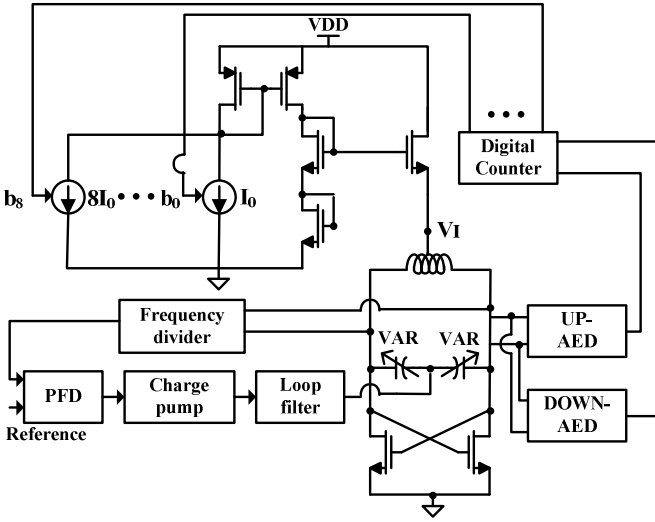 VDD
• • •
Digital
Counter
b8 8I0 • • • b0 I0
VI
Frequency
divider
VAR VAR
UP-
AED
PFD
Charge
pump
Loop
filter
DOWN-
AED
Reference